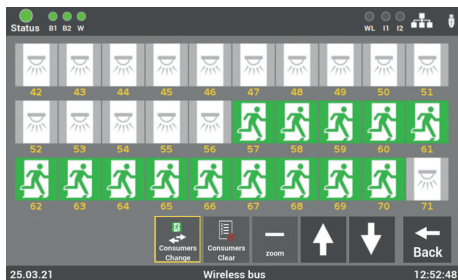 Status B1 B2 W WL I1 I2
42 43 44 45 46 47 48 49 50 51
52 53 54 55 56 57 58 59 60 61
62 63 64 65 66 67 68 69 70 71
Consumers Change
Consumers Clear
zoom
Back
25.03.21 Wireless bus 12:52:48